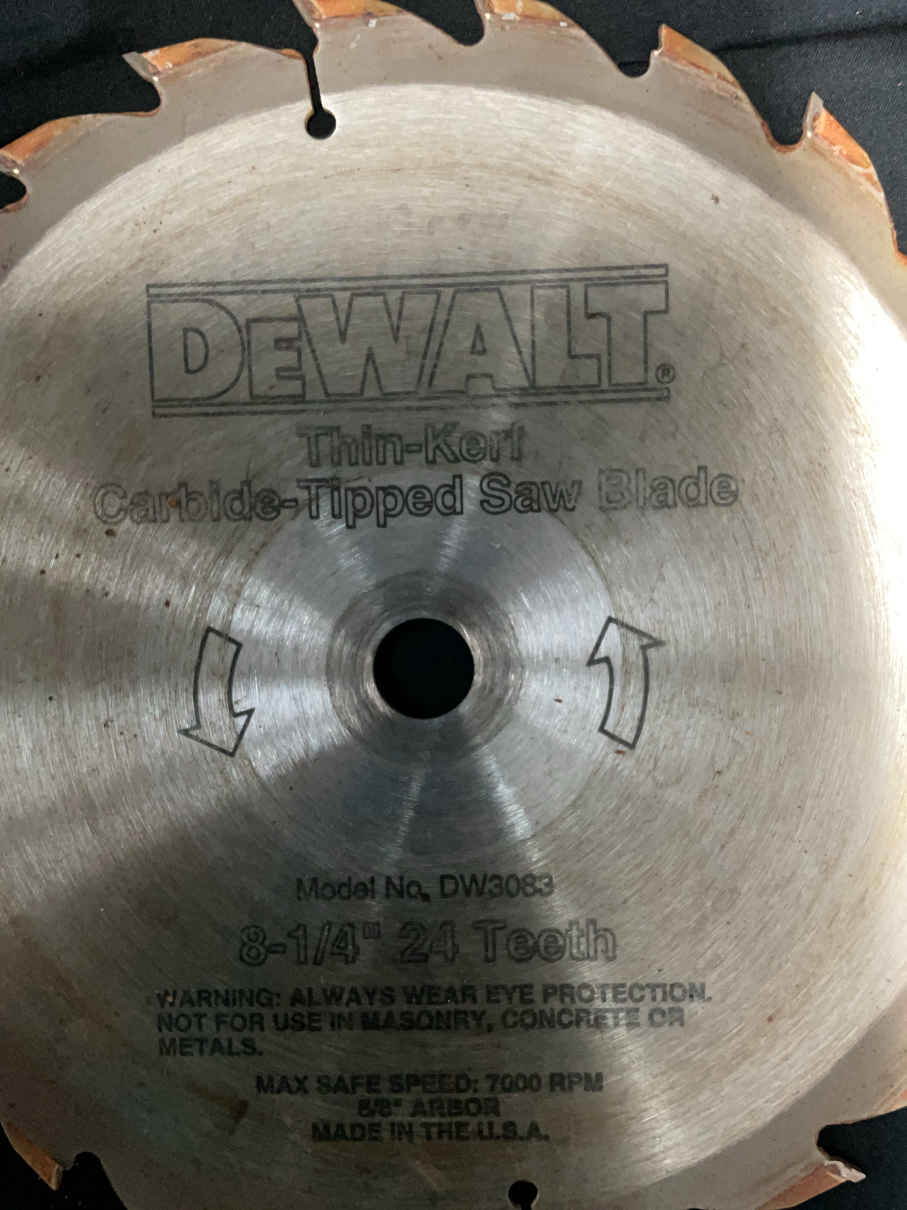 DEWALT®
Thin-Kerf
Carbide-Tipped Saw Blade
Model No. DW3083
8-1/4" 24 Teeth
WARNING: ALWAYS WEAR EYE PROTECTION.
NOT FOR USE IN MASONRY, CONCRETE OR
METALS.
MAX SAFE SPEED: 7000 RPM
5/8" ARBOR
MADE IN THE U.S.A.